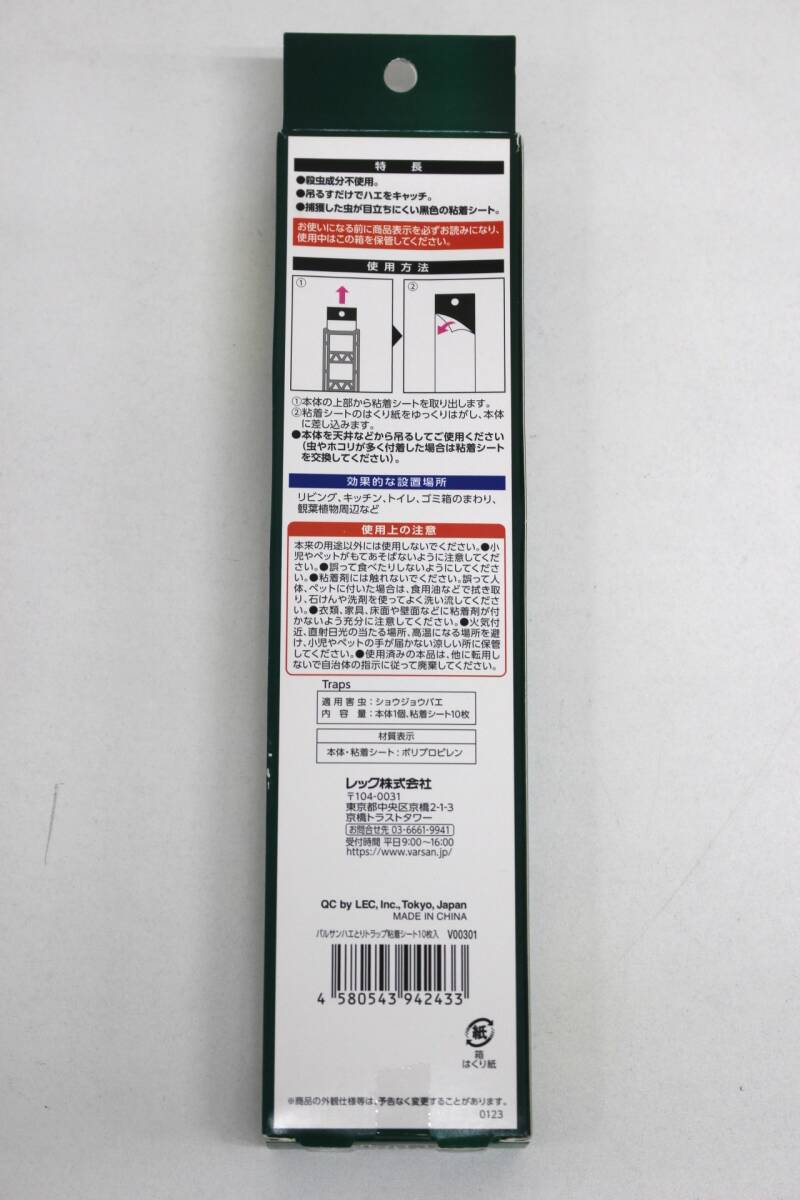 特長
●殺虫成分不使用。
●吊るすだけでハエをキャッチ。
●捕獲した虫が目立ちにくい黒色の粘着シート。
お使いになる前に商品表示を必ずお読みになり、
使用中はこの箱を保管してください。
使用方法
① ②
①本体の上部から粘着シートを取り出します。
②粘着シートのはくり紙をゆっくりはがし、本体
に差し込みます。
●本体を天井などから吊るしてご使用ください
(虫やホコリが多く付着した場合は粘着シート
を交換してください)。
効果的な設置場所
リビング、キッチン、トイレ、ゴミ箱のまわり、
観葉植物周辺など
使用上の注意
本来の用途以外には使用しないでください。●小
児やペットがもてあそばないように注意してくださ
い。●誤って食べたりしないようにしてくださ
い。●粘着剤には触れないでください。誤って人
体、ペットに付いた場合は、食用油などで拭き取
り、石けんや洗剤を使ってよく洗い流してくださ
い。●衣類、家具、床面や壁面などに粘着剤が付
かないよう充分に注意してください。●火気付
近、直射日光の当たる場所、高温になる場所を避
け、小児やペットの手が届かない涼しい所に保管
してください。●使用済みの本品は、他に転用し
ないで自治体の指示に従って廃棄してください。
Traps
適用害虫：ショウジョウバエ
内容量：本体1個、粘着シート10枚
材質表示
本体・粘着シート：ポリプロピレン
レック株式会社
〒104-0031
東京都中央区京橋2-1-3
京橋トラストタワー
お問合せ先 03-6661-9941
受付時間 平日9:00〜16:00
https://www.varsan.jp/
QC by LEC, Inc., Tokyo, Japan
MADE IN CHINA
バルサンハエとりトラップ粘着シート10枚入 V00301
4 580543 942433
紙
箱
はくり紙
※商品の外観仕様等は、予告なく変更することがあります。
0123